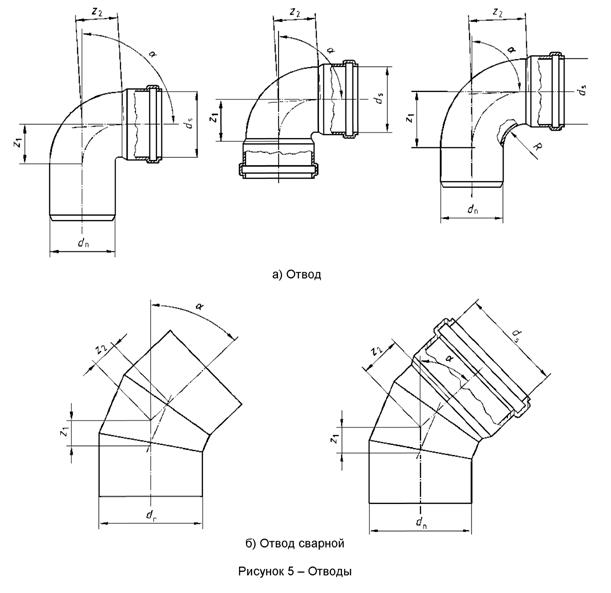 z₂
α
z₁
dₛ
dₙ
z₁
α
dₛ
z₂
z₂
α
z₁
dₛ
R
dₙ
а) Отвод
α
z₂
z₁
dᵣ
z₂
α
dₛ
z₁
dₙ
б) Отвод сварной
Рисунок 5 – Отводы